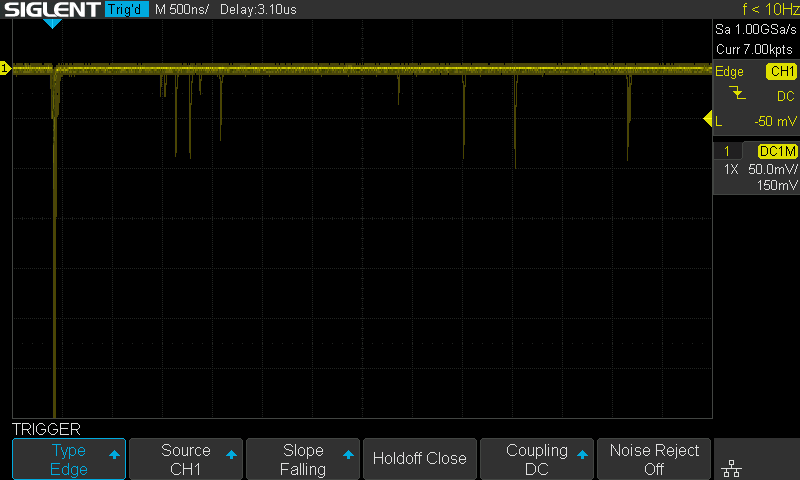 SIGLENT Trig'd M 500ns/ Delay:3.10us f < 10Hz
Sa 1.00GSa/s
Curr 7.00kpts
Edge CH1
DC
L -50 mV
1 DC1M
1X 50.0mV/
150mV
1
TRIGGER
Type
Edge
Source
CH1
Slope
Falling
Holdoff Close
Coupling
DC
Noise Reject
Off